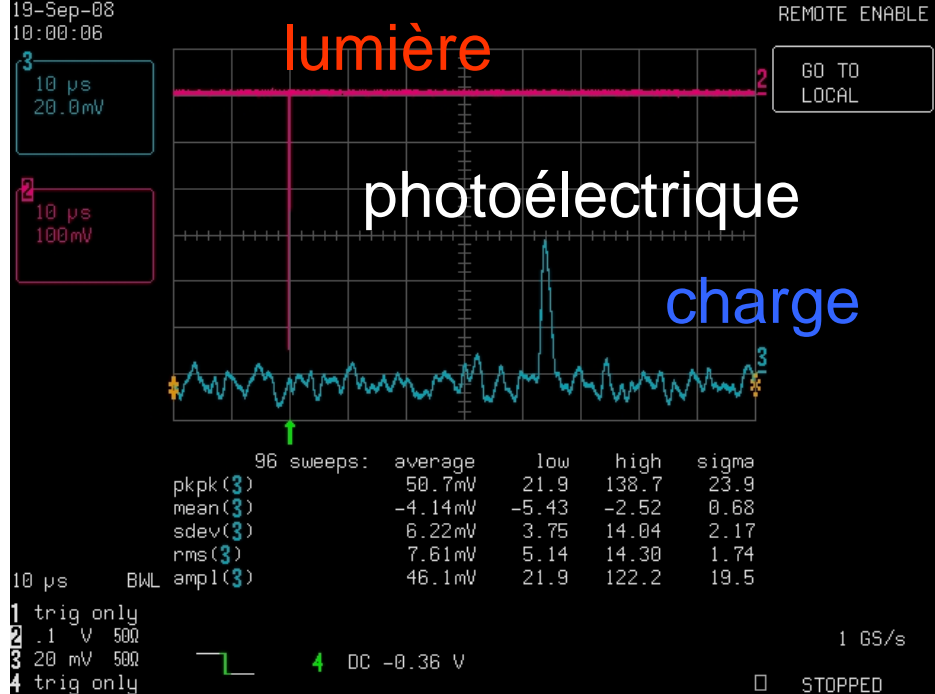 19-Sep-08
10:00:06
REMOTE ENABLE
lumière
3
10 µs
20.0mV
2
GO TO
LOCAL
2
10 µs
100mV
photoélectrique
charge
3
96 sweeps: average low high sigma
pkpk(3) 50.7mV 21.9 138.7 23.9
mean(3) -4.14mV -5.43 -2.52 0.68
sdev(3) 6.22mV 3.75 14.04 2.17
rms(3) 7.61mV 5.14 14.30 1.74
ampl(3) 46.1mV 21.9 122.2 19.5
10 µs BWL
1 trig only
2 .1 V 50Ω
3 20 mV 50Ω
4 trig only
4 DC -0.36 V
1 GS/s
STOPPED